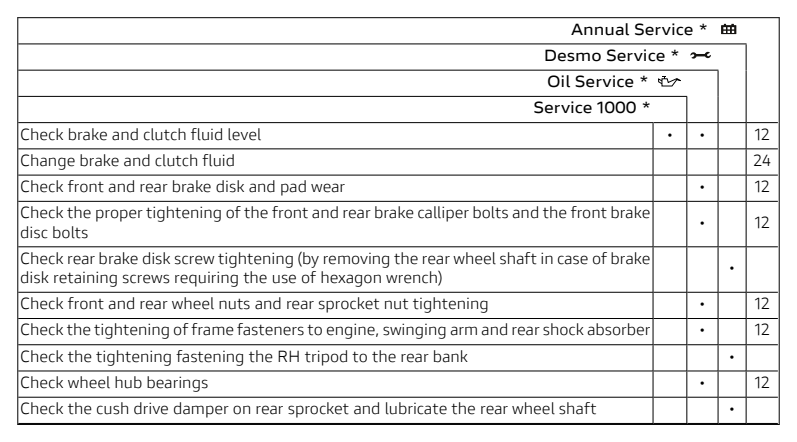 Annual Service *
Desmo Service *
Oil Service *
Service 1000 *
Check brake and clutch fluid level • • 12
Change brake and clutch fluid 24
Check front and rear brake disk and pad wear • 12
Check the proper tightening of the front and rear brake calliper bolts and the front brake
disc bolts • 12
Check rear brake disk screw tightening (by removing the rear wheel shaft in case of brake
disk retaining screws requiring the use of hexagon wrench) •
Check front and rear wheel nuts and rear sprocket nut tightening • 12
Check the tightening of frame fasteners to engine, swinging arm and rear shock absorber • 12
Check the tightening fastening the RH tripod to the rear bank •
Check wheel hub bearings • 12
Check the cush drive damper on rear sprocket and lubricate the rear wheel shaft •